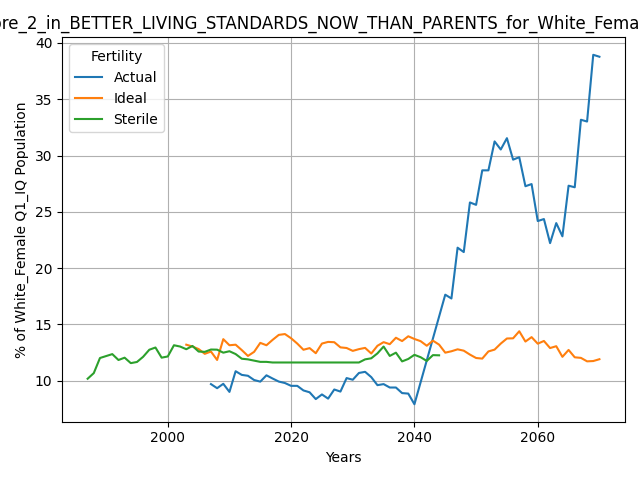 re_2_in_BETTER_LIVING_STANDARDS_NOW_THAN_PARENTS_for_White_Fema
Fertility
Actual
Ideal
Sterile
% of White_Female Q1_IQ Population
40
35
30
25
20
15
10
2000
2020
2040
2060
Years